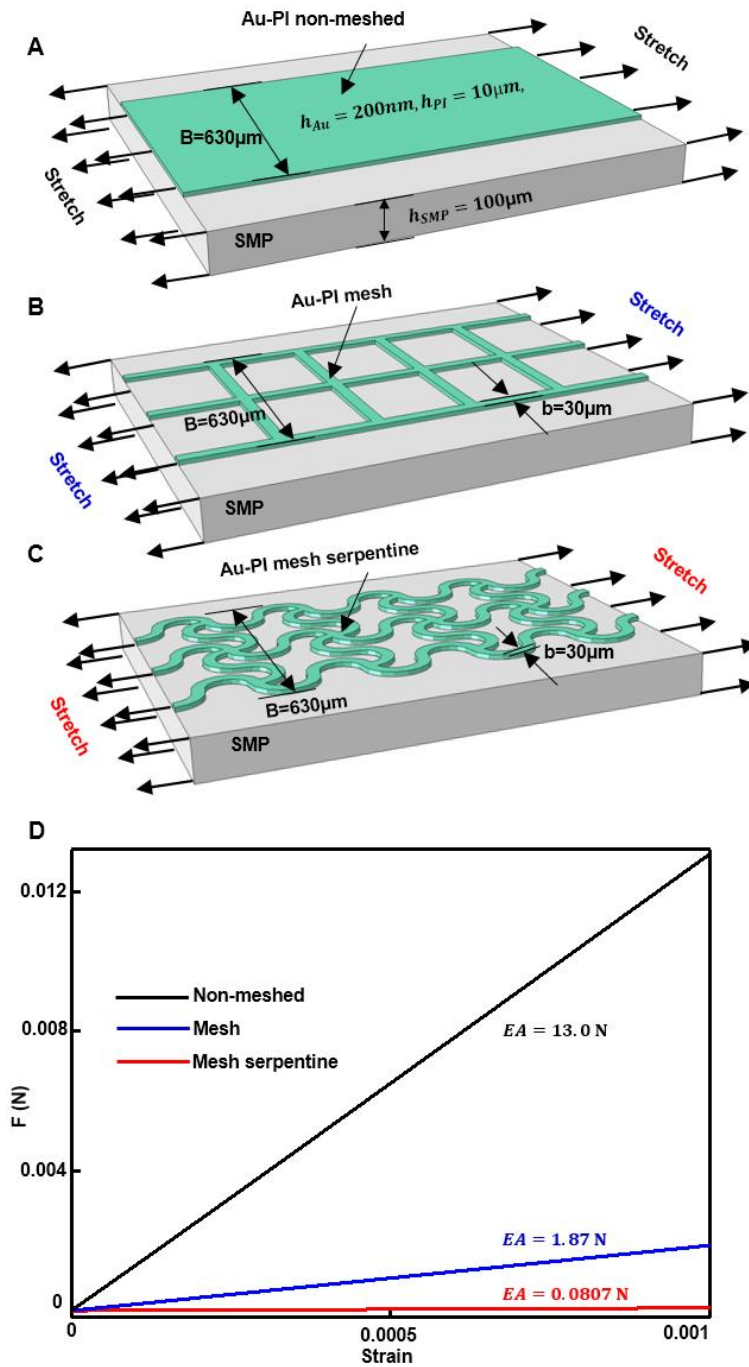 A
Au-PI non-meshed
Stretch
h_Au = 200nm, h_PI = 10μm,
B=630μm
Stretch
h_SMP = 100μm
SMP
B
Au-PI mesh
Stretch
B=630μm
b=30μm
Stretch
SMP
C
Au-PI mesh serpentine
Stretch
b=30μm
B=630μm
Stretch
SMP
D
0.012
Non-meshed
0.008
EA = 13.0 N
Mesh
Mesh serpentine
F (N)
0.004
EA = 1.87 N
EA = 0.0807 N
0
0
0.0005
0.001
Strain